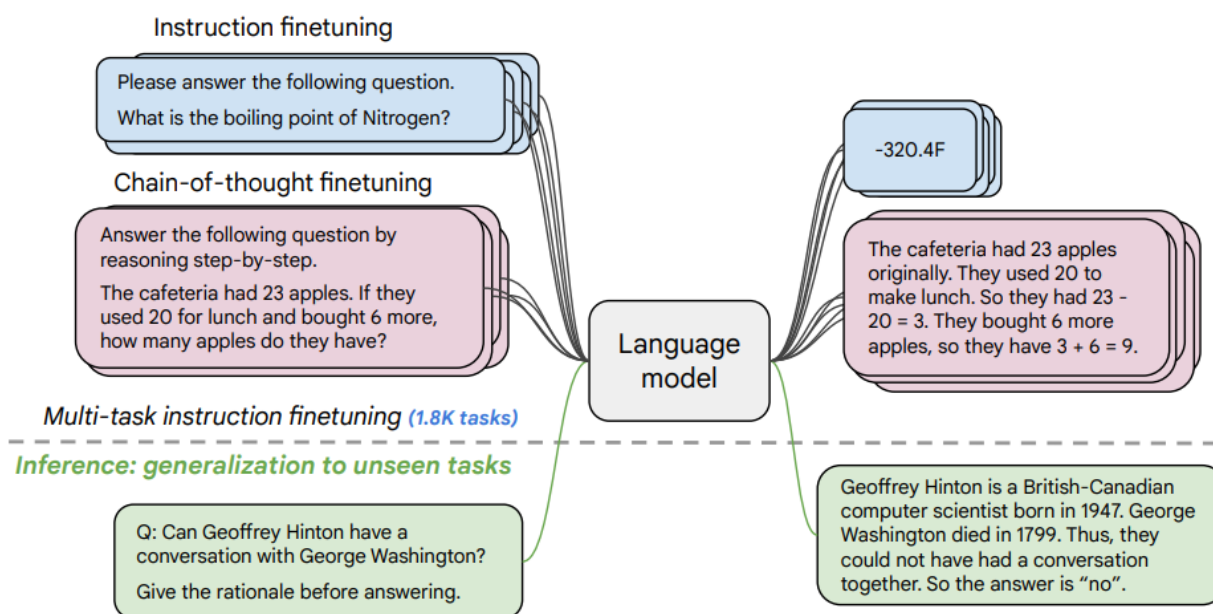 Instruction finetuning
Please answer the following question.
What is the boiling point of Nitrogen?
-320.4F
Chain-of-thought finetuning
Answer the following question by
reasoning step-by-step.
The cafeteria had 23 apples. If they
used 20 for lunch and bought 6 more,
how many apples do they have?
The cafeteria had 23 apples
originally. They used 20 to
make lunch. So they had 23 -
20 = 3. They bought 6 more
apples, so they have 3 + 6 = 9.
Language
model
Multi-task instruction finetuning (1.8K tasks)
Inference: generalization to unseen tasks
Q: Can Geoffrey Hinton have a
conversation with George Washington?
Give the rationale before answering.
Geoffrey Hinton is a British-Canadian
computer scientist born in 1947. George
Washington died in 1799. Thus, they
could not have had a conversation
together. So the answer is “no”.